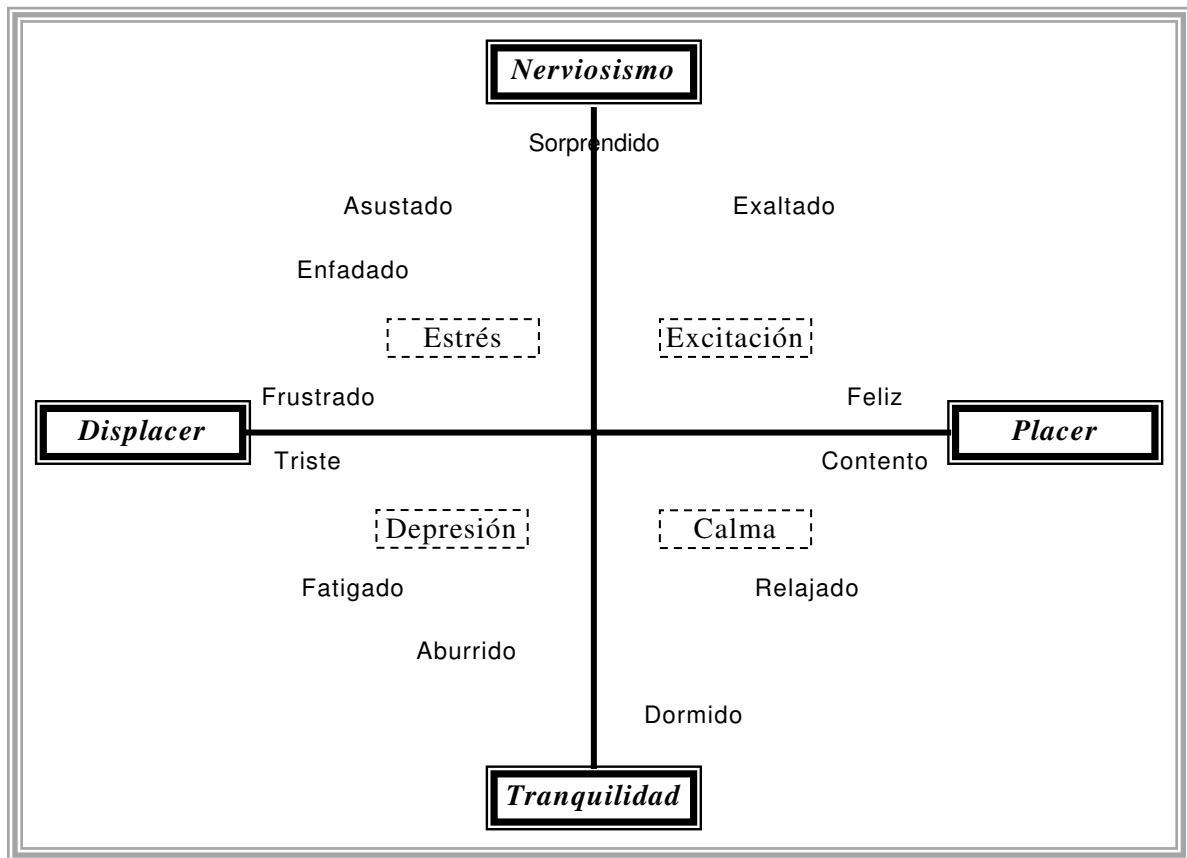 Nerviosismo
Sorprendido
Asustado
Exaltado
Enfadado
Estrés
Excitación
Frustrado
Feliz
Displacer
Placer
Triste
Contento
Depresión
Calma
Fatigado
Relajado
Aburrido
Dormido
Tranquilidad